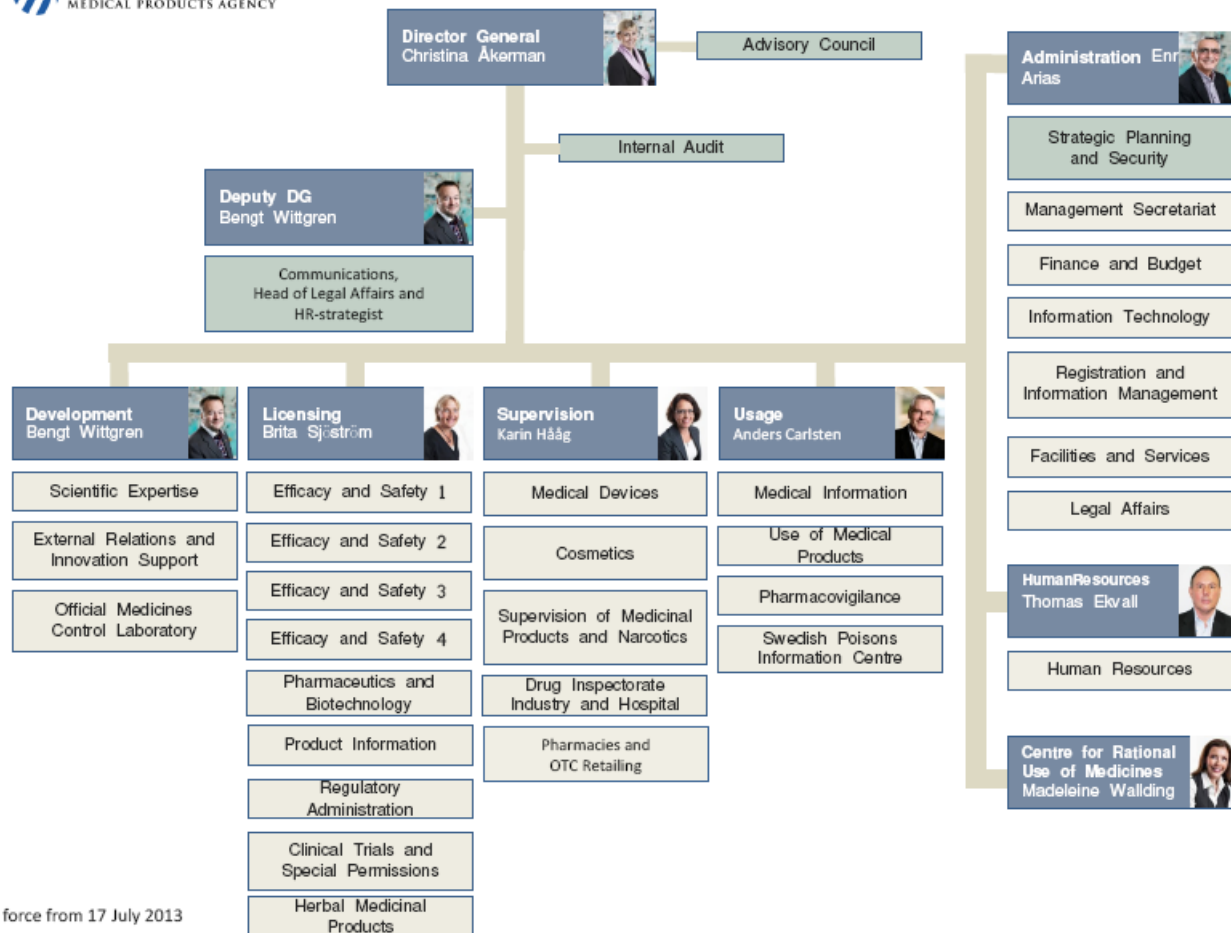 MEDICAL PRODUCTS AGENCY
Director General
Christina Åkerman
Advisory Council
Internal Audit
Deputy DG
Bengt Wittgren
Communications,
Head of Legal Affairs and
HR-strategist
Development
Bengt Wittgren
Scientific Expertise
External Relations and
Innovation Support
Official Medicines
Control Laboratory
Licensing
Brita Sjöström
Efficacy and Safety 1
Efficacy and Safety 2
Efficacy and Safety 3
Efficacy and Safety 4
Pharmaceutics and
Biotechnology
Product Information
Regulatory
Administration
Clinical Trials and
Special Permissions
Herbal Medicinal
Products
Supervision
Karin Hååg
Medical Devices
Cosmetics
Supervision of Medicinal
Products and Narcotics
Drug Inspectorate
Industry and Hospital
Pharmacies and
OTC Retailing
Usage
Anders Carlsten
Medical Information
Use of Medical
Products
Pharmacovigilance
Swedish Poisons
Information Centre
Administration Enr
Arias
Strategic Planning
and Security
Management Secretariat
Finance and Budget
Information Technology
Registration and
Information Management
Facilities and Services
Legal Affairs
HumanResources
Thomas Ekvall
Human Resources
Centre for Rational
Use of Medicines
Madeleine Wallding
force from 17 July 2013